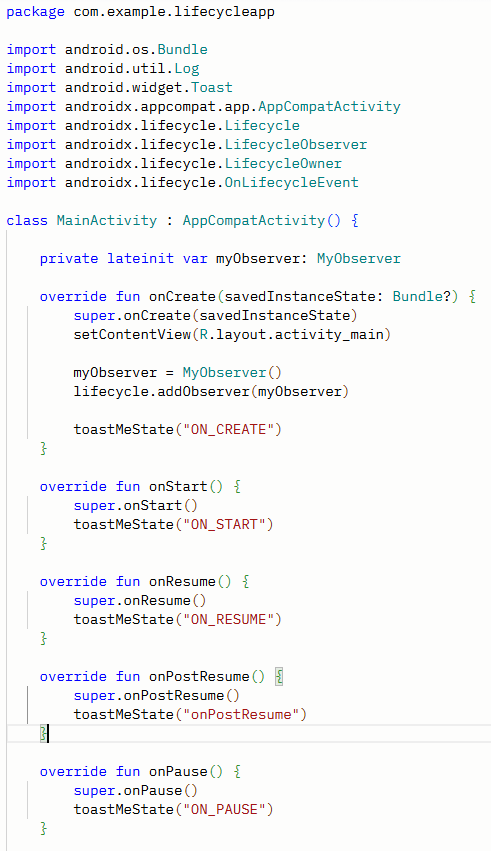 package com.example.lifecycleapp
import android.os.Bundle
import android.util.Log
import android.widget.Toast
import androidx.appcompat.app.AppCompatActivity
import androidx.lifecycle.Lifecycle
import androidx.lifecycle.LifecycleObserver
import androidx.lifecycle.LifecycleOwner
import androidx.lifecycle.OnLifecycleEvent
class MainActivity : AppCompatActivity() {
    private lateinit var myObserver: MyObserver
    override fun onCreate(savedInstanceState: Bundle?) {
        super.onCreate(savedInstanceState)
        setContentView(R.layout.activity_main)
        myObserver = MyObserver()
        lifecycle.addObserver(myObserver)
        toastMeState("ON_CREATE")
    }
    override fun onStart() {
        super.onStart()
        toastMeState("ON_START")
    }
    override fun onResume() {
        super.onResume()
        toastMeState("ON_RESUME")
    }
    override fun onPostResume() {
        super.onPostResume()
        toastMeState("onPostResume")
    }
    override fun onPause() {
        super.onPause()
        toastMeState("ON_PAUSE")
    }